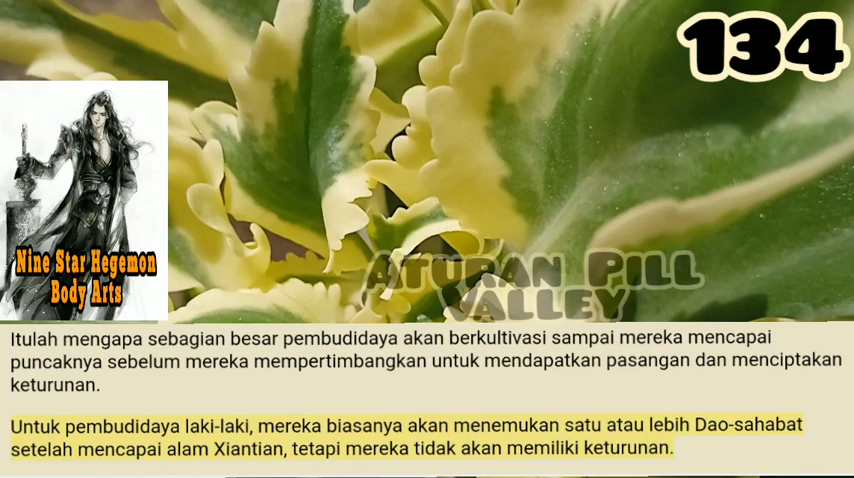 134
Nine Star Hegemon
Body Arts
Aturan Pill
Valley
Itulah mengapa sebagian besar pembudidaya akan berkultivasi sampai mereka mencapai
puncaknya sebelum mereka mempertimbangkan untuk mendapatkan pasangan dan menciptakan
keturunan.
Untuk pembudidaya laki-laki, mereka biasanya akan menemukan satu atau lebih Dao-sahabat
setelah mencapai alam Xiantian, tetapi mereka tidak akan memiliki keturunan.